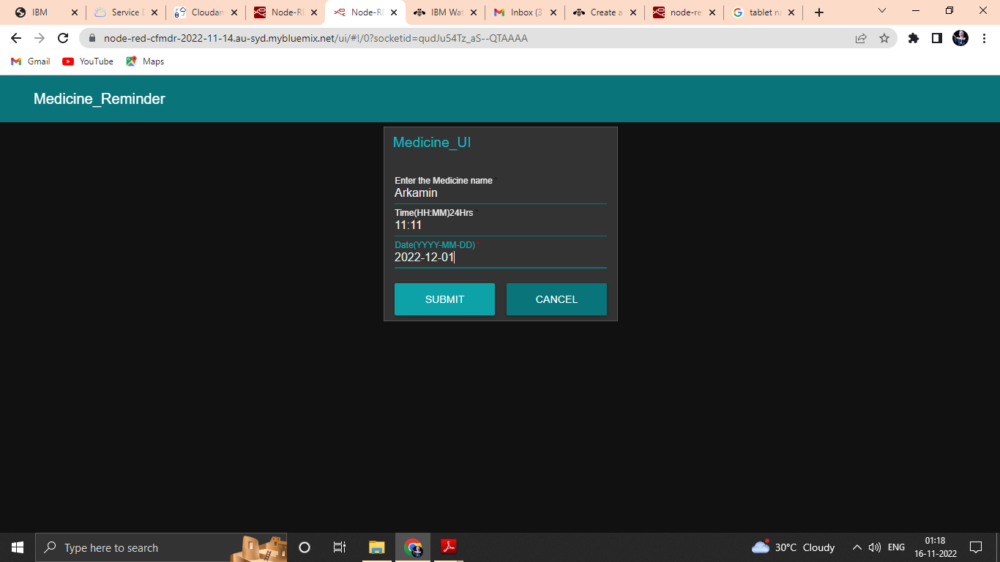 IBM
Service D
Cloudan
Node-RE
Node-RE
IBM Wat
Inbox (3
Create a
node-re
tablet na
node-red-cfmdr-2022-11-14.au-syd.mybluemix.net/ui/#!/0?socketid=qudJu54Tz_aS--QTAAAA
Gmail
YouTube
Maps
Medicine_Reminder
Medicine_UI
Enter the Medicine name *
Arkamin
Time(HH:MM)24Hrs *
11:11
Date(YYYY-MM-DD) *
2022-12-01
SUBMIT
CANCEL
Type here to search
30°C Cloudy
ENG
01:18
16-11-2022